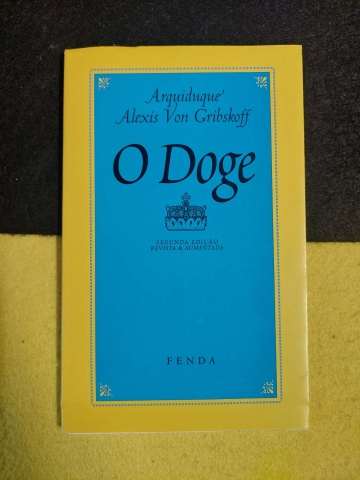 Arquiduque
Alexis Von Gribskoff
O Doge
SEGUNDA EDIÇÃO
REVISTA & AUMENTADA
FENDA